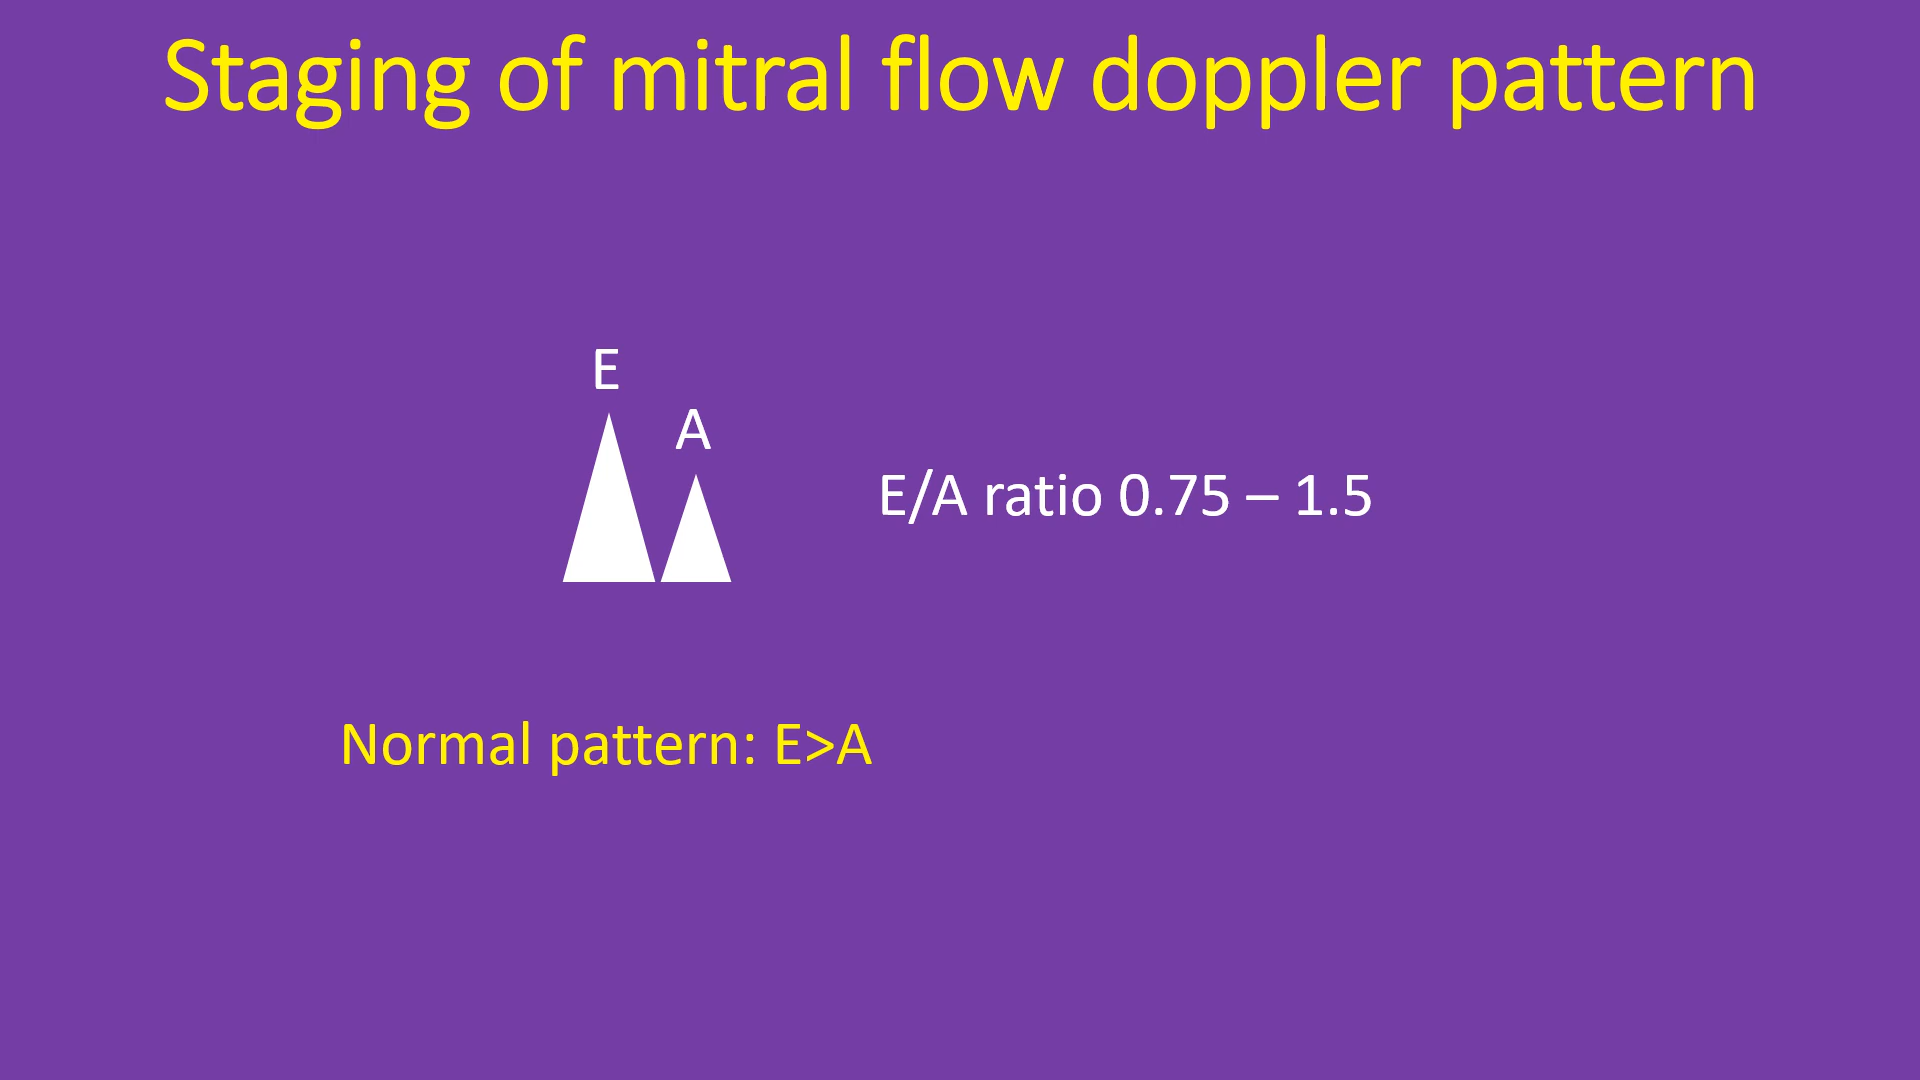 Staging of mitral flow doppler pattern
E
A
E/A ratio 0.75 – 1.5
Normal pattern: E>A